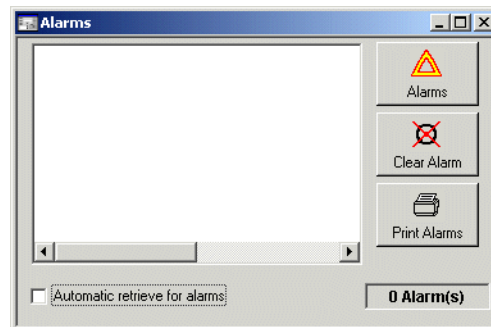 Alarms
Alarms
Clear Alarm
Print Alarms
Automatic retrieve for alarms
0 Alarm(s)